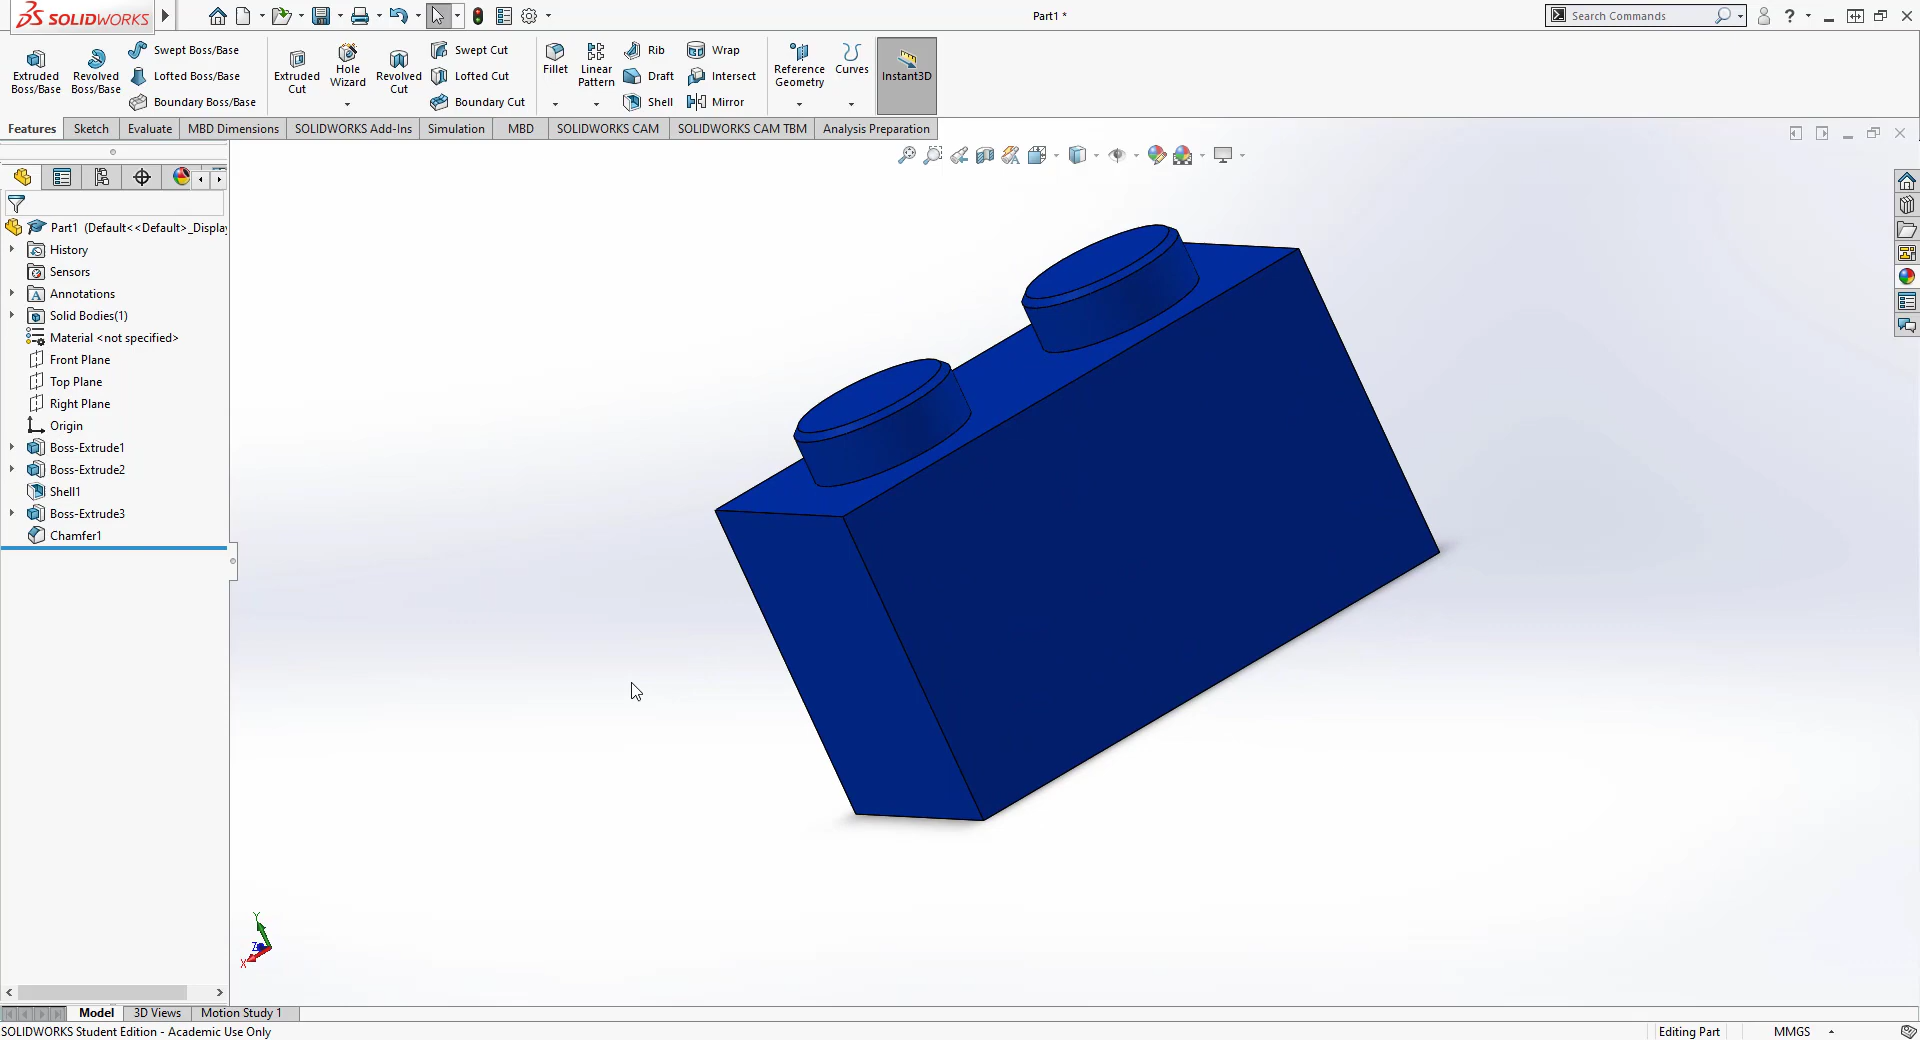 SOLIDWORKS
Part1 *
Search Commands
Extruded Boss/Base
Revolved Boss/Base
Swept Boss/Base
Lofted Boss/Base
Boundary Boss/Base
Extruded Cut
Hole Wizard
Revolved Cut
Swept Cut
Lofted Cut
Boundary Cut
Fillet
Linear Pattern
Rib
Draft
Shell
Wrap
Intersect
Mirror
Reference Geometry
Curves
Instant3D
Features Sketch Evaluate MBD Dimensions SOLIDWORKS Add-Ins Simulation MBD SOLIDWORKS CAM SOLIDWORKS CAM TBM Analysis Preparation
Part1 (Default<<Default>_Display
History
Sensors
Annotations
Solid Bodies(1)
Material <not specified>
Front Plane
Top Plane
Right Plane
Origin
Boss-Extrude1
Boss-Extrude2
Shell1
Boss-Extrude3
Chamfer1
Y
Z
X
Model 3D Views Motion Study 1
SOLIDWORKS Student Edition - Academic Use Only
Editing Part
MMGS